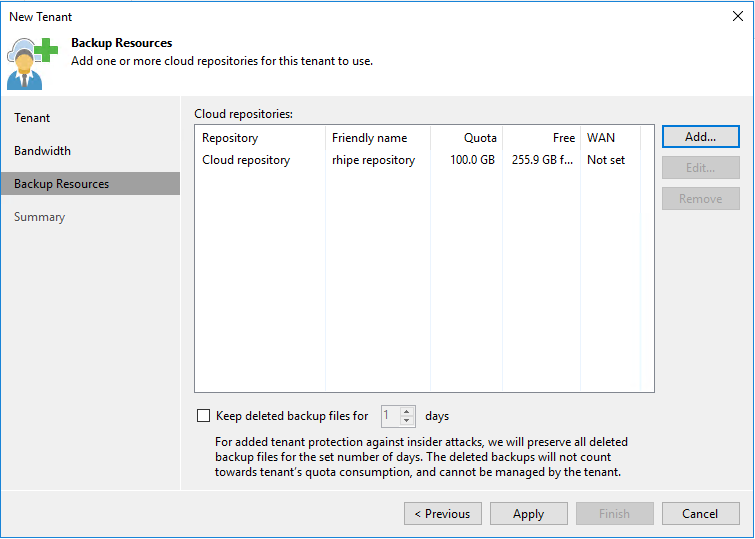 New Tenant
Backup Resources
Add one or more cloud repositories for this tenant to use.
Tenant
Bandwidth
Backup Resources
Summary
Cloud repositories:
Repository Friendly name Quota Free WAN
Cloud repository rhipe repository 100.0 GB 255.9 GB f... Not set
Add...
Edit...
Remove
Keep deleted backup files for 1 days
For added tenant protection against insider attacks, we will preserve all deleted
backup files for the set number of days. The deleted backups will not count
towards tenant's quota consumption, and cannot be managed by the tenant.
< Previous Apply Finish Cancel